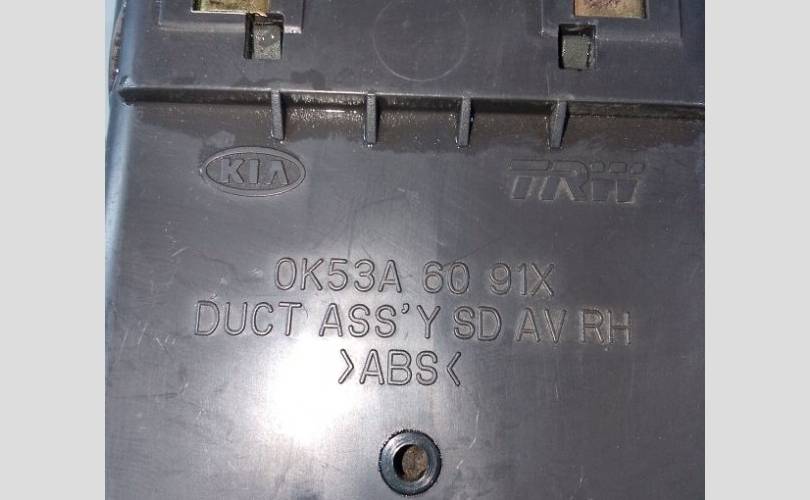 KIA TRW
0K53A 60 91X
DUCT ASS'Y SD AV RH
>ABS<